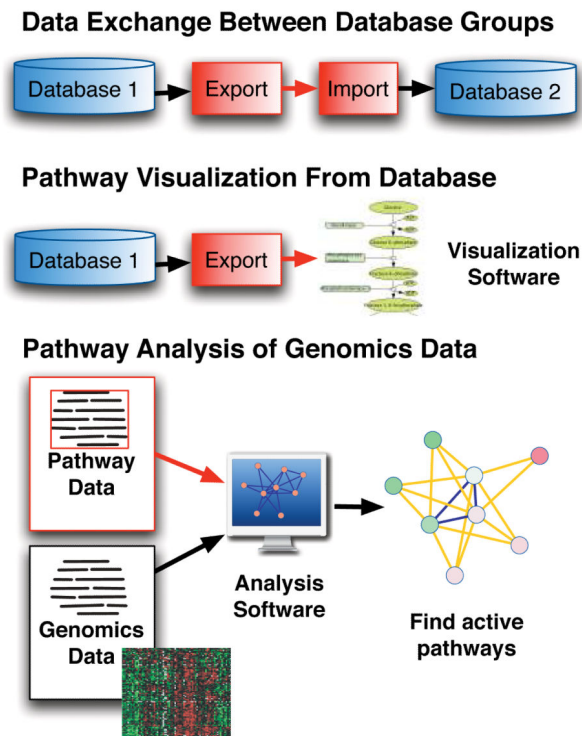 Data Exchange Between Database Groups
Database 1
Export
Import
Database 2
Pathway Visualization From Database
Database 1
Export
Visualization
Software
Pathway Analysis of Genomics Data
Pathway
Data
Genomics
Data
Analysis
Software
Find active
pathways